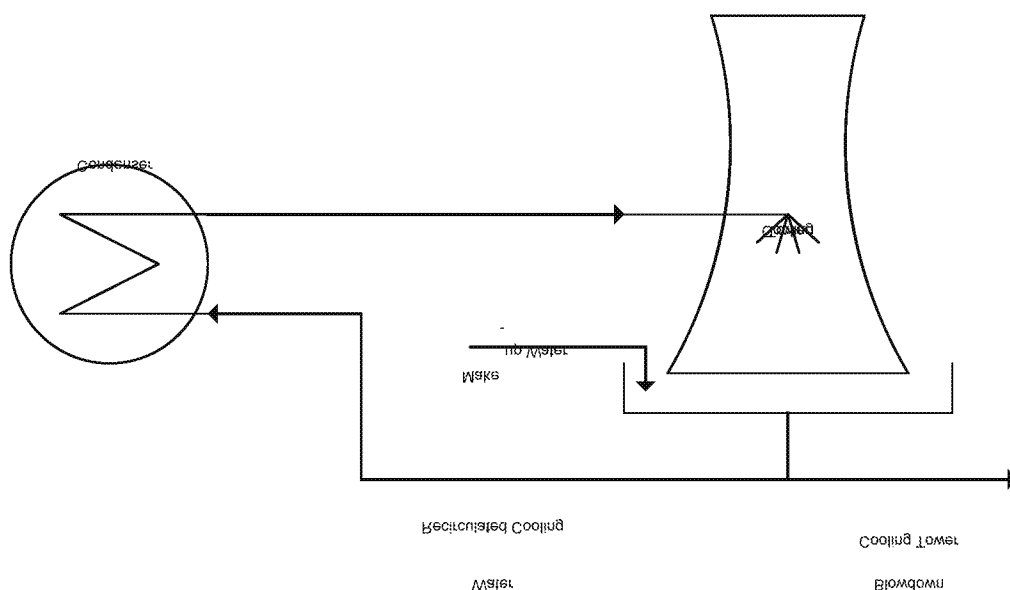 Condenser
Make
-
up Water
Recirculated Cooling
Water
Cooling Tower
Blowdown